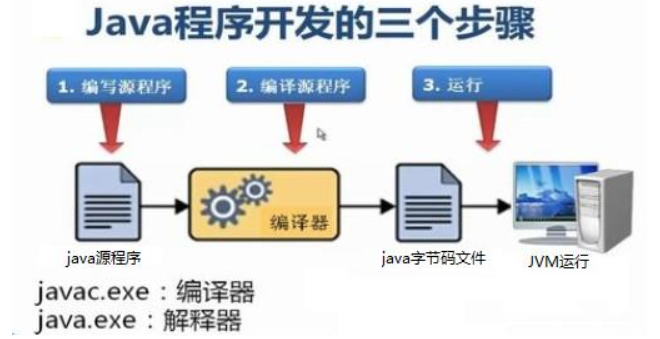 Java程序开发的三个步骤
1. 编写源程序
2. 编译源程序
3. 运行
编译器
java源程序
java字节码文件
JVM运行
javac.exe：编译器
java.exe：解释器